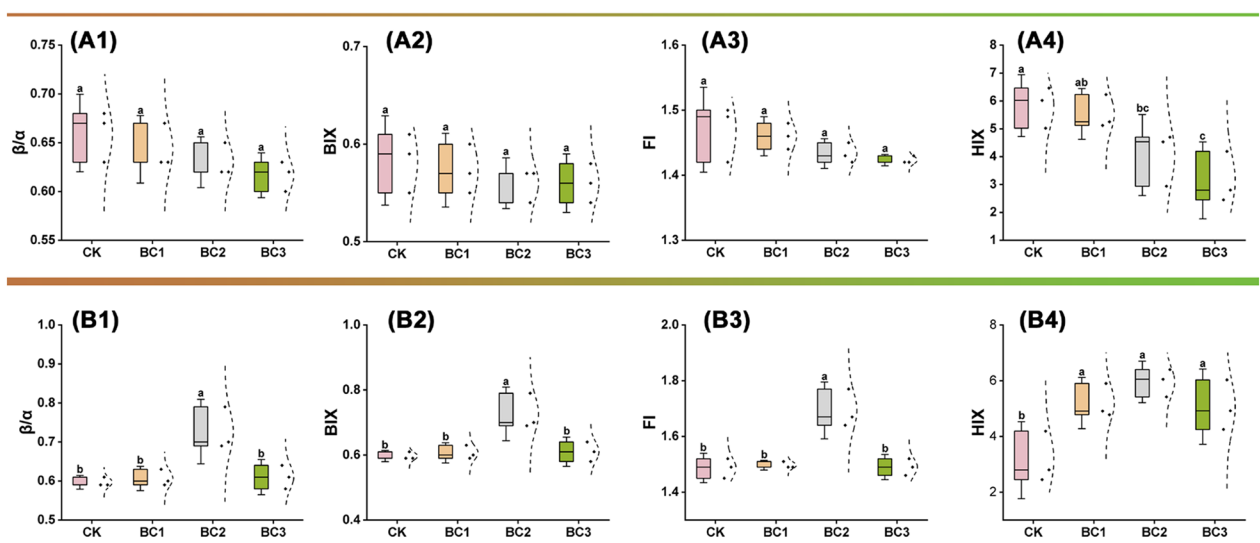 (A1)
β/α
0.75
0.70
0.65
0.60
0.55
a
a
a
a
CK BC1 BC2 BC3
(A2)
BIX
0.7
0.6
0.5
a
a
a
a
CK BC1 BC2 BC3
(A3)
FI
1.6
1.5
1.4
1.3
a
a
a
a
CK BC1 BC2 BC3
(A4)
HIX
8
7
6
5
4
3
2
1
a
ab
bc
c
CK BC1 BC2 BC3
(B1)
β/α
1.0
0.9
0.8
0.7
0.6
0.5
b
b
a
b
CK BC1 BC2 BC3
(B2)
BIX
1.0
0.8
0.6
0.4
b
b
a
b
CK BC1 BC2 BC3
(B3)
FI
2.0
1.8
1.6
1.4
b
b
a
b
CK BC1 BC2 BC3
(B4)
HIX
8
6
4
2
b
a
a
a
CK BC1 BC2 BC3